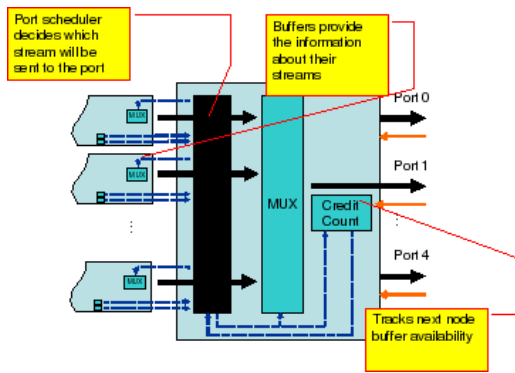 Port scheduler
decides which
stream will be
sent to the port
Buffers provide
the information
about their
streams
MUX
MUX
MUX
MUX
Credit
Count
Port 0
Port 1
Port 4
Tracks next node
buffer availability